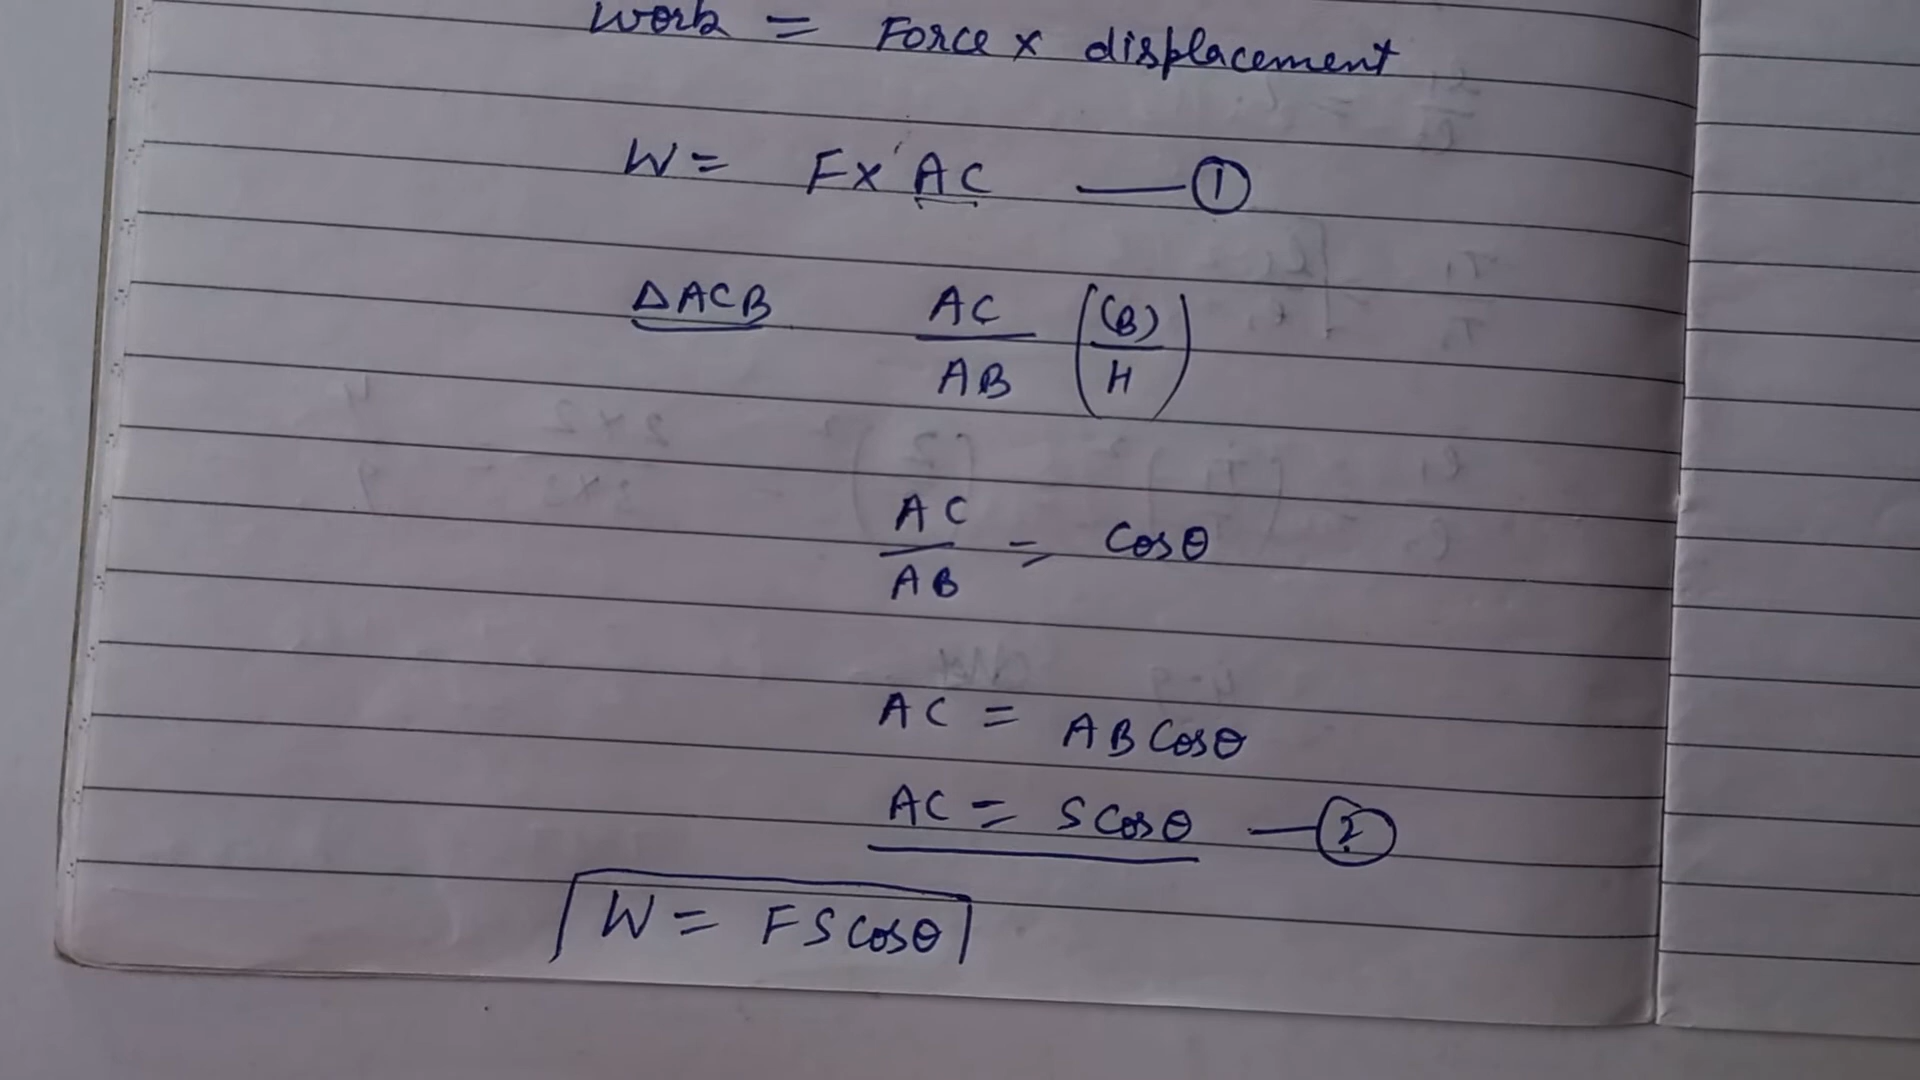 Work = Force × displacement
W = F × AC — ①
ΔACB AC/AB ((B)/H)
AC/AB = Cosθ
AC = AB Cosθ
AC = S Cosθ — ②
W = FS Cosθ